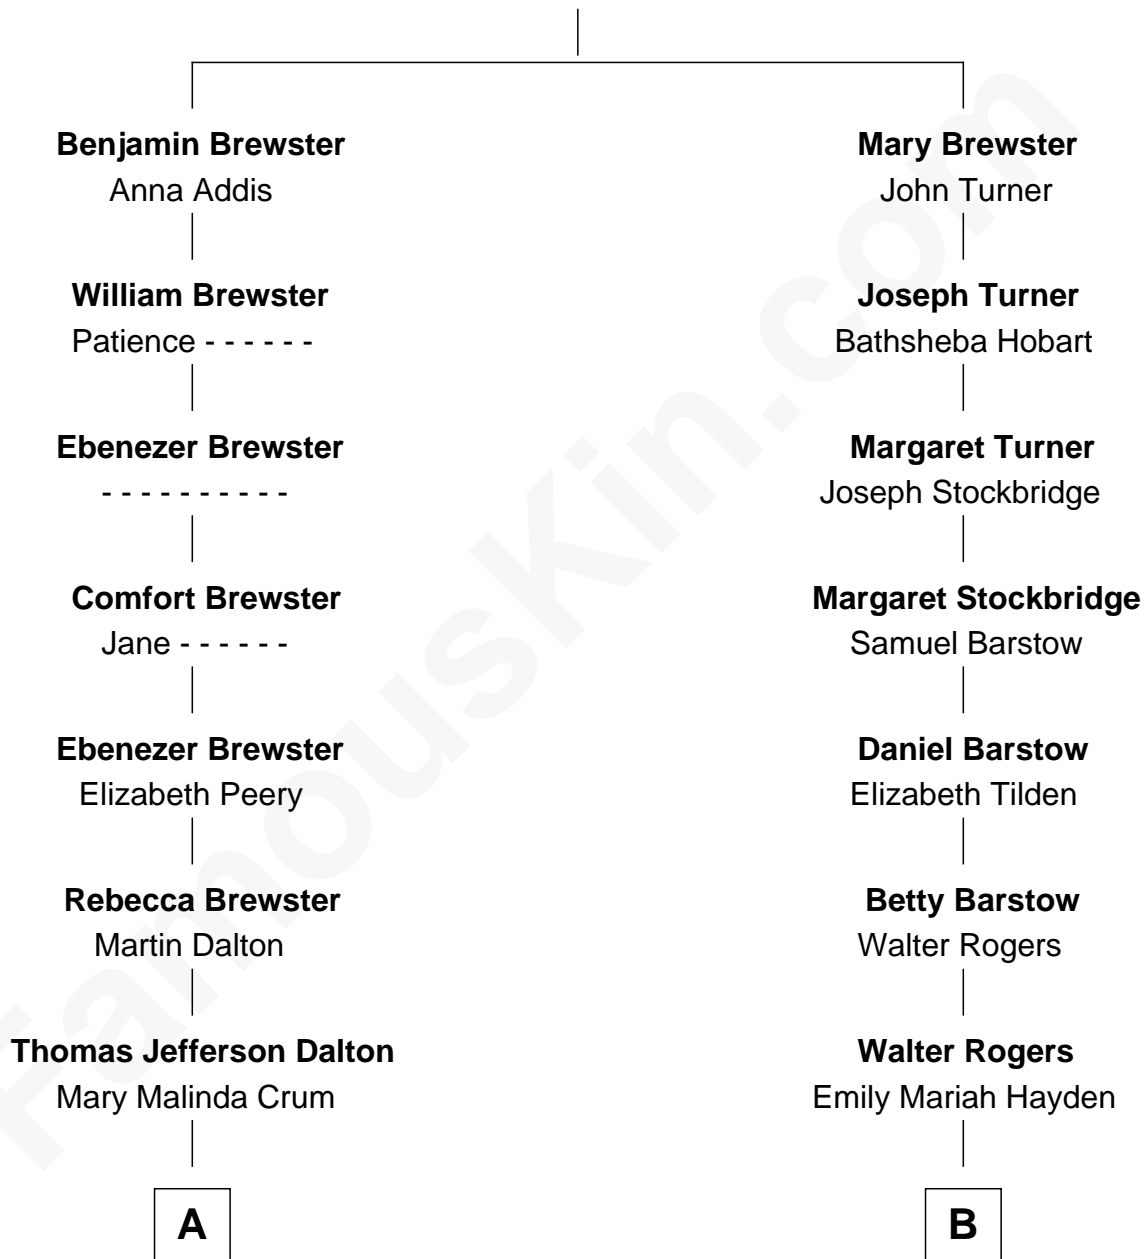 Benjamin Brewster
Anna Addis
William Brewster
Patience - - - - - -
Ebenezer Brewster
- - - - - - - - - -
Comfort Brewster
Jane - - - - - -
Ebenezer Brewster
Elizabeth Peery
Rebecca Brewster
Martin Dalton
Thomas Jefferson Dalton
Mary Malinda Crum
A
Mary Brewster
John Turner
Joseph Turner
Bathsheba Hobart
Margaret Turner
Joseph Stockbridge
Margaret Stockbridge
Samuel Barstow
Daniel Barstow
Elizabeth Tilden
Betty Barstow
Walter Rogers
Walter Rogers
Emily Mariah Hayden
B
FamousKin.com